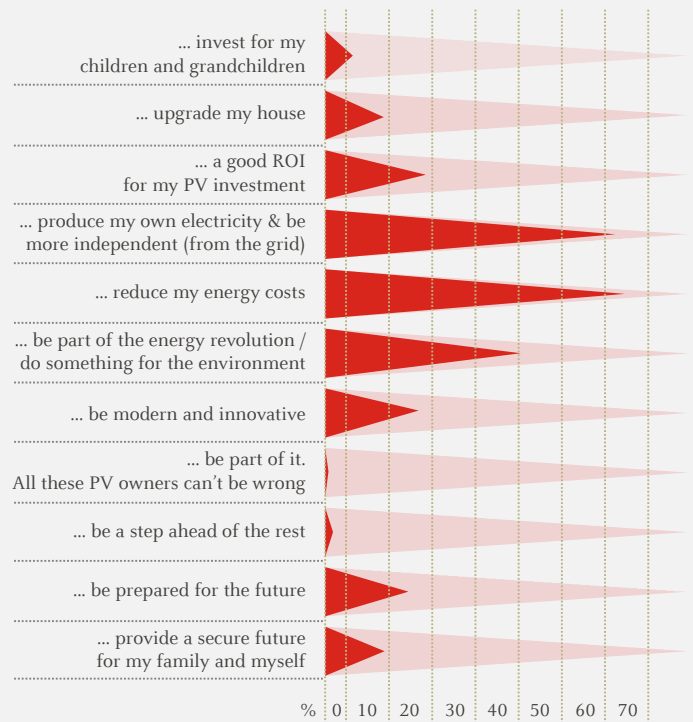 ... invest for my
children and grandchildren
... upgrade my house
... a good ROI
for my PV investment
... produce my own electricity & be
more independent (from the grid)
... reduce my energy costs
... be part of the energy revolution /
do something for the environment
... be modern and innovative
... be part of it.
All these PV owners can’t be wrong
... be a step ahead of the rest
... be prepared for the future
... provide a secure future
for my family and myself
% 0 10 20 30 40 50 60 70